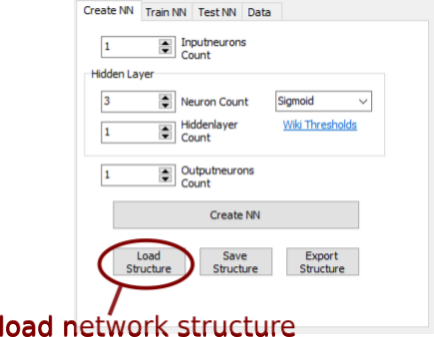 Create NN Train NN Test NN Data
1 Inputneurons
Count
Hidden Layer
3 Neuron Count Sigmoid
1 Hiddenlayer
Count Wiki Thresholds
1 Outputneurons
Count
Create NN
Load
Structure
Save
Structure
Export
Structure
load network structure